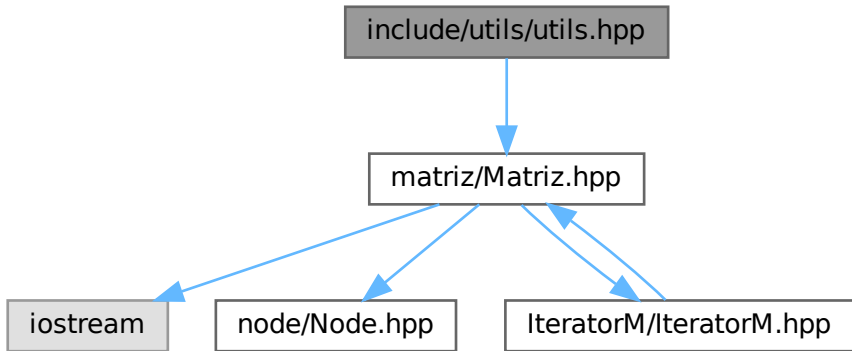 include/utils/utils.hpp
matriz/Matriz.hpp
iostream
node/Node.hpp
IteratorM/IteratorM.hpp